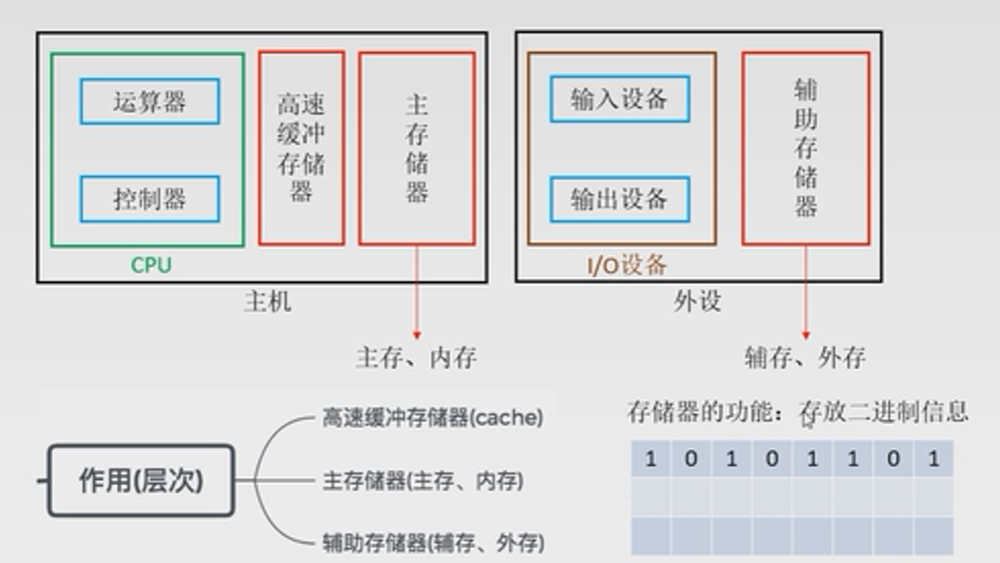 运算器
控制器
CPU
高速
缓冲
存储
器
主
存
储
器
主机
主存、内存
输入设备
输出设备
I/O设备
辅
助
存
储
器
外设
辅存、外存
作用(层次)
高速缓冲存储器(cache)
主存储器(主存、内存)
辅助存储器(辅存、外存)
存储器的功能：存放二进制信息
1 0 1 0 1 1 0 1